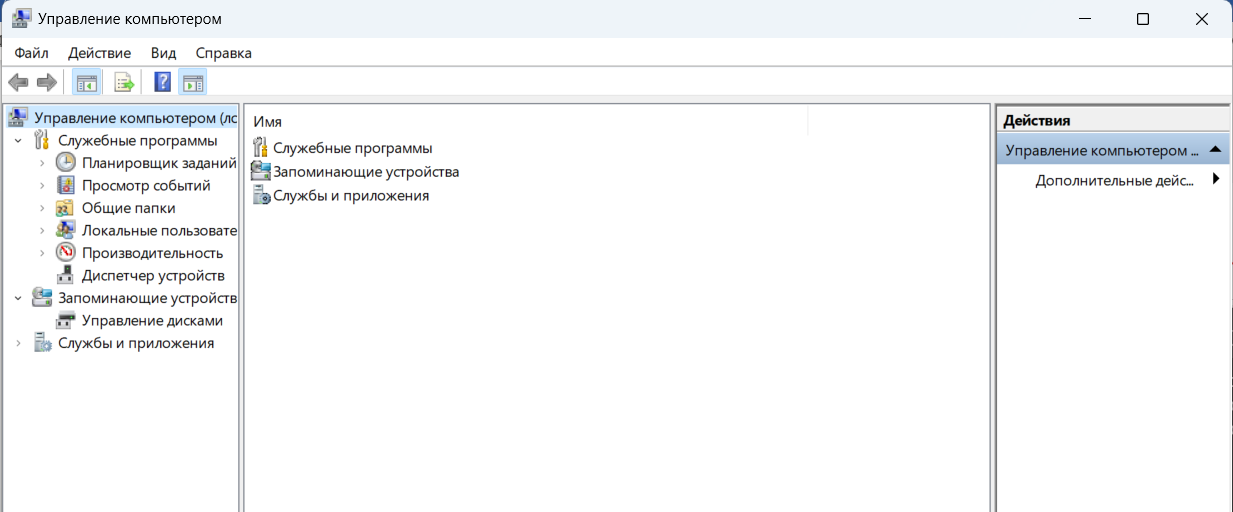 Управление компьютером
Файл Действие Вид Справка
Управление компьютером (ло
Служебные программы
Планировщик заданий
Просмотр событий
Общие папки
Локальные пользовате
Производительность
Диспетчер устройств
Запоминающие устройств
Управление дисками
Службы и приложения
Имя
Служебные программы
Запоминающие устройства
Службы и приложения
Действия
Управление компьютером ...
Дополнительные дейс...